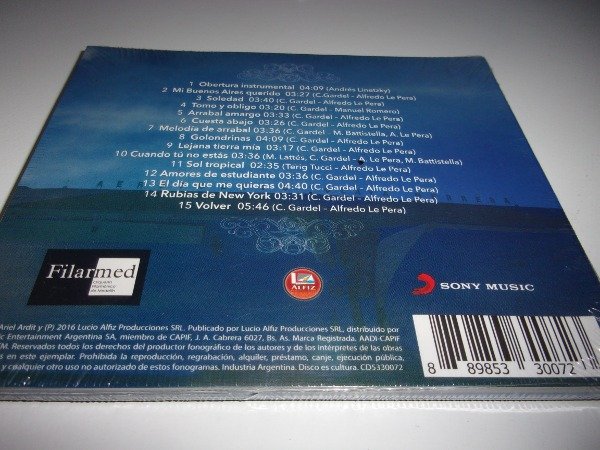 1 Obertura instrumental 04:09 (Andrés Linetzky)
2 Mi Buenos Aires querido 03:27 (C.Gardel - Alfredo Le Pera)
3 Soledad 03:40 (C. Gardel - Alfredo Le Pera)
4 Tomo y obligo 03:20 (C. Gardel - Manuel Romero)
5 Arrabal amargo 03:33 (C. Gardel - Alfredo Le Pera)
6 Cuesta abajo 03:26 (C. Gardel - Alfredo Le Pera)
7 Melodía de arrabal 03:36 (C. Gardel - M. Battistella, A. Le Pera)
8 Golondrinas 04:09 (C. Gardel - Alfredo Le Pera)
9 Lejana tierra mía 03:17 (C. Gardel - Alfredo Le Pera)
10 Cuando tú no estás 03:36 (M. Lattés, C. Gardel - A. Le Pera, M. Battistella)
11 Sol tropical 02:35 (Terig Tucci - Alfredo Le Pera)
12 Amores de estudiante 03:36 (C. Gardel - Alfredo Le Pera)
13 El día que me quieras 04:40 (C. Gardel - Alfredo Le Pera)
14 Rubias de New York 03:31 (C. Gardel - Alfredo Le Pera)
15 Volver 05:46 (C. Gardel - Alfredo Le Pera)
Filarmed
orquesta
filarmónica
de medellín
LA
ALFIZ
SONY MUSIC
Ariel Ardit y (P) 2016 Lucio Alfiz Producciones SRL. Publicado por Lucio Alfiz Producciones SRL, distribuido por
ic Entertainment Argentina SA, miembro de CAPIF, J. A. Cabrera 6027, Bs. As. Marca Registrada. AADI-CAPIF
M. Reservados todos los derechos del productor fonográfico de los autores y de los intérpretes de las obras
s en este ejemplar. Prohibida la reproducción, regrabación, alquiler, préstamo, canje, ejecución pública,
y cualquier otro uso no autorizado de estos fonogramas. Industria Argentina. Disco es cultura. CDS330072
8 89853 30072